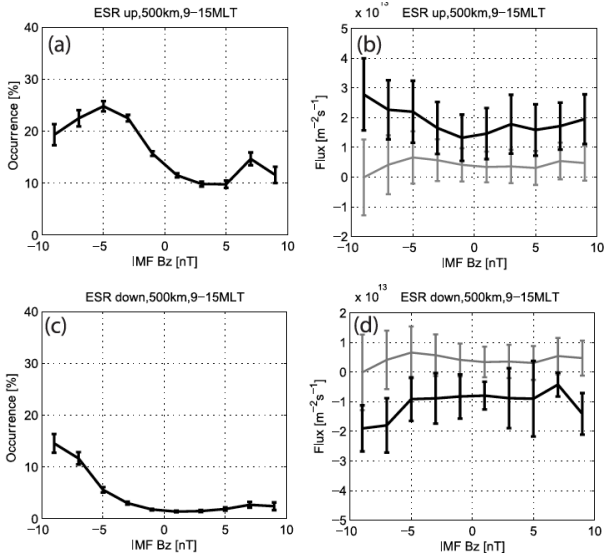 ESR up,500km,9−15MLT
(a)
Occurrence [%]
40
30
20
10
0
−10 −5 0 5 10
IMF Bz [nT]
x 10^13 ESR up,500km,9−15MLT
(b)
Flux [m^−2s^−1]
5
4
3
2
1
0
−1
−2
−10 −5 0 5 10
IMF Bz [nT]
ESR down,500km,9−15MLT
(c)
Occurrence [%]
40
30
20
10
0
−10 −5 0 5 10
IMF Bz [nT]
x 10^13 ESR down,500km,9−15MLT
(d)
Flux [m^−2s^−1]
2
1
0
−1
−2
−3
−4
−5
−10 −5 0 5 10
IMF Bz [nT]